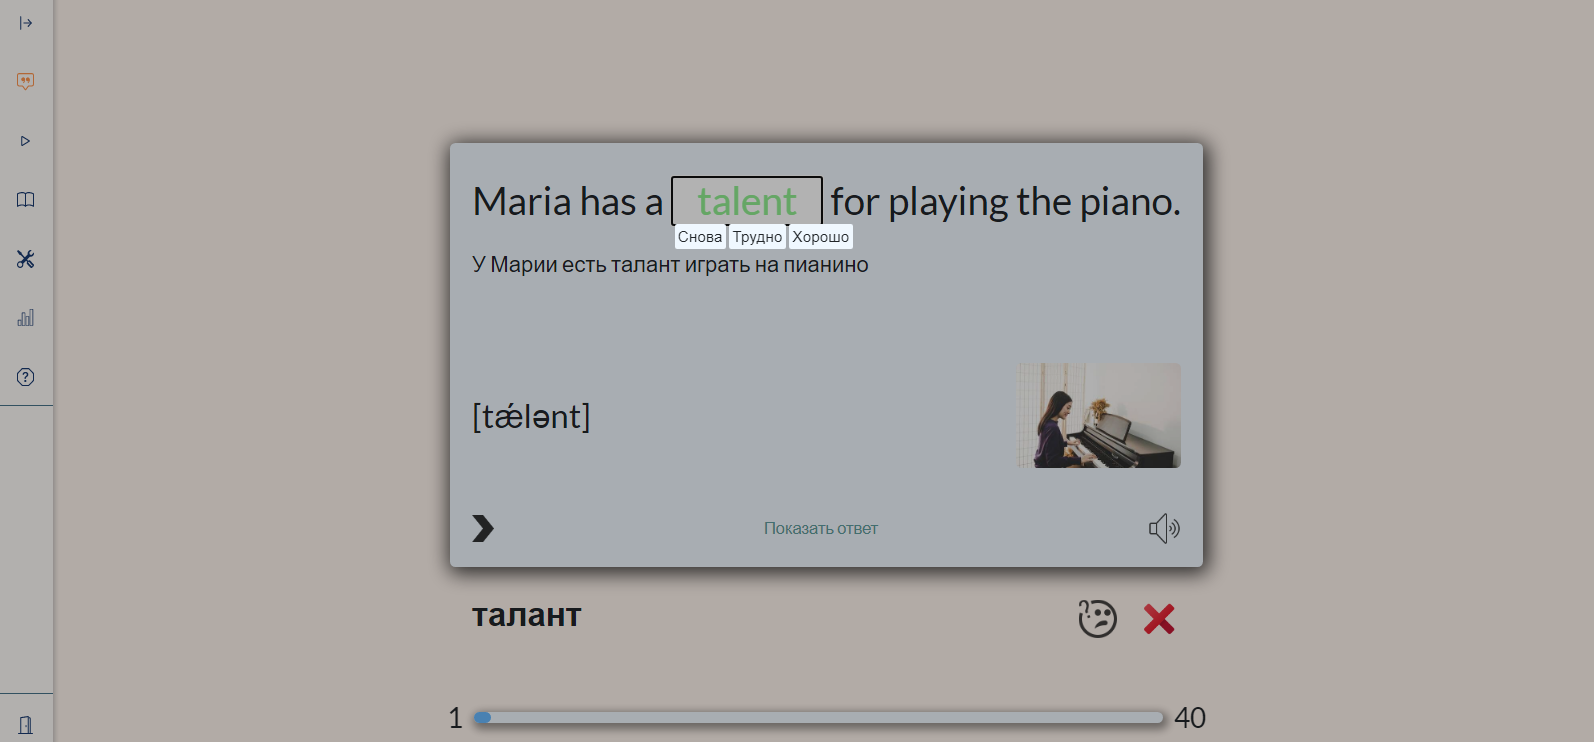 Maria has a talent for playing the piano.
Снова Трудно Хорошо
У Марии есть талант играть на пианино
[tǽlənt]
Показать ответ
талант
1 40